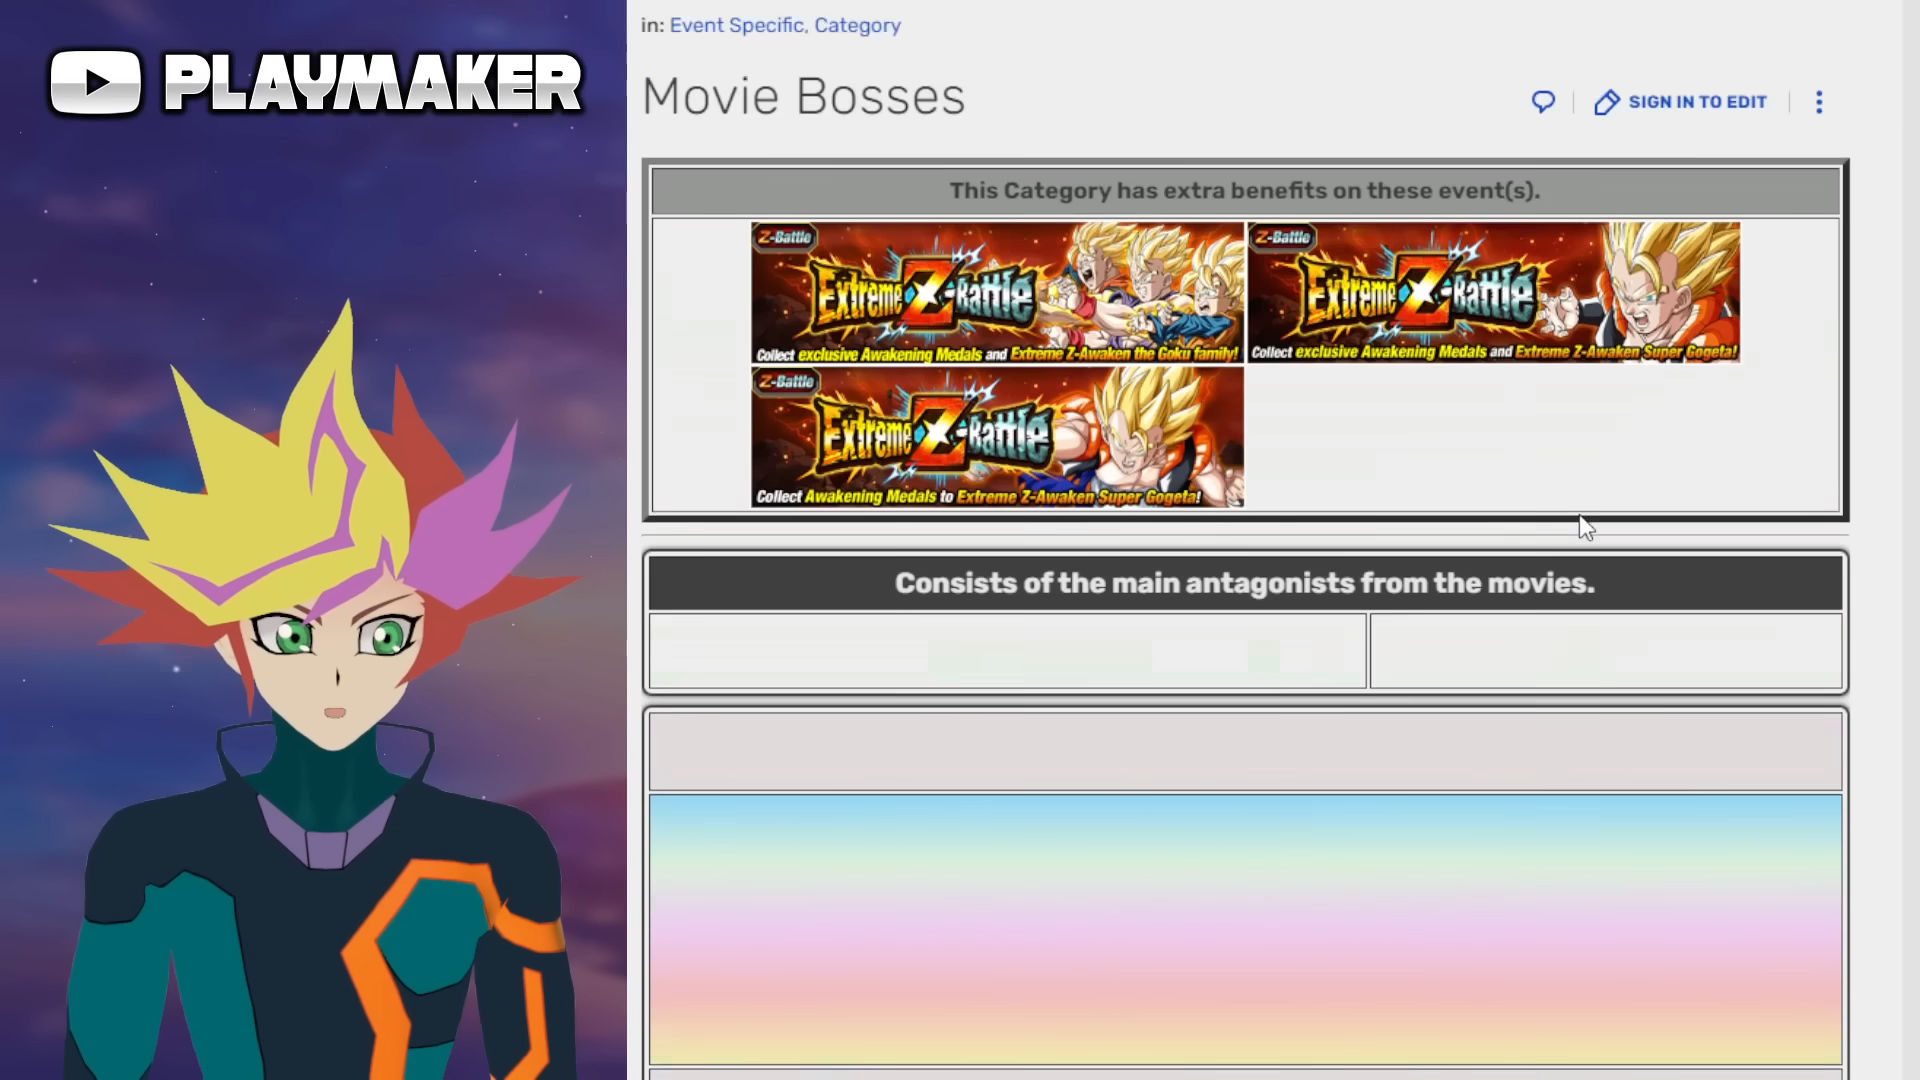 PLAYMAKER
in: Event Specific, Category
Movie Bosses
SIGN IN TO EDIT
This Category has extra benefits on these event(s).
Z-Battle
Extreme Z-Battle
Collect exclusive Awakening Medals and Extreme Z-Awaken the Goku family!
Z-Battle
Extreme Z-Battle
Collect exclusive Awakening Medals and Extreme Z-Awaken Super Gogeta!
Z-Battle
Extreme Z-Battle
Collect Awakening Medals to Extreme Z-Awaken Super Gogeta!
Consists of the main antagonists from the movies.